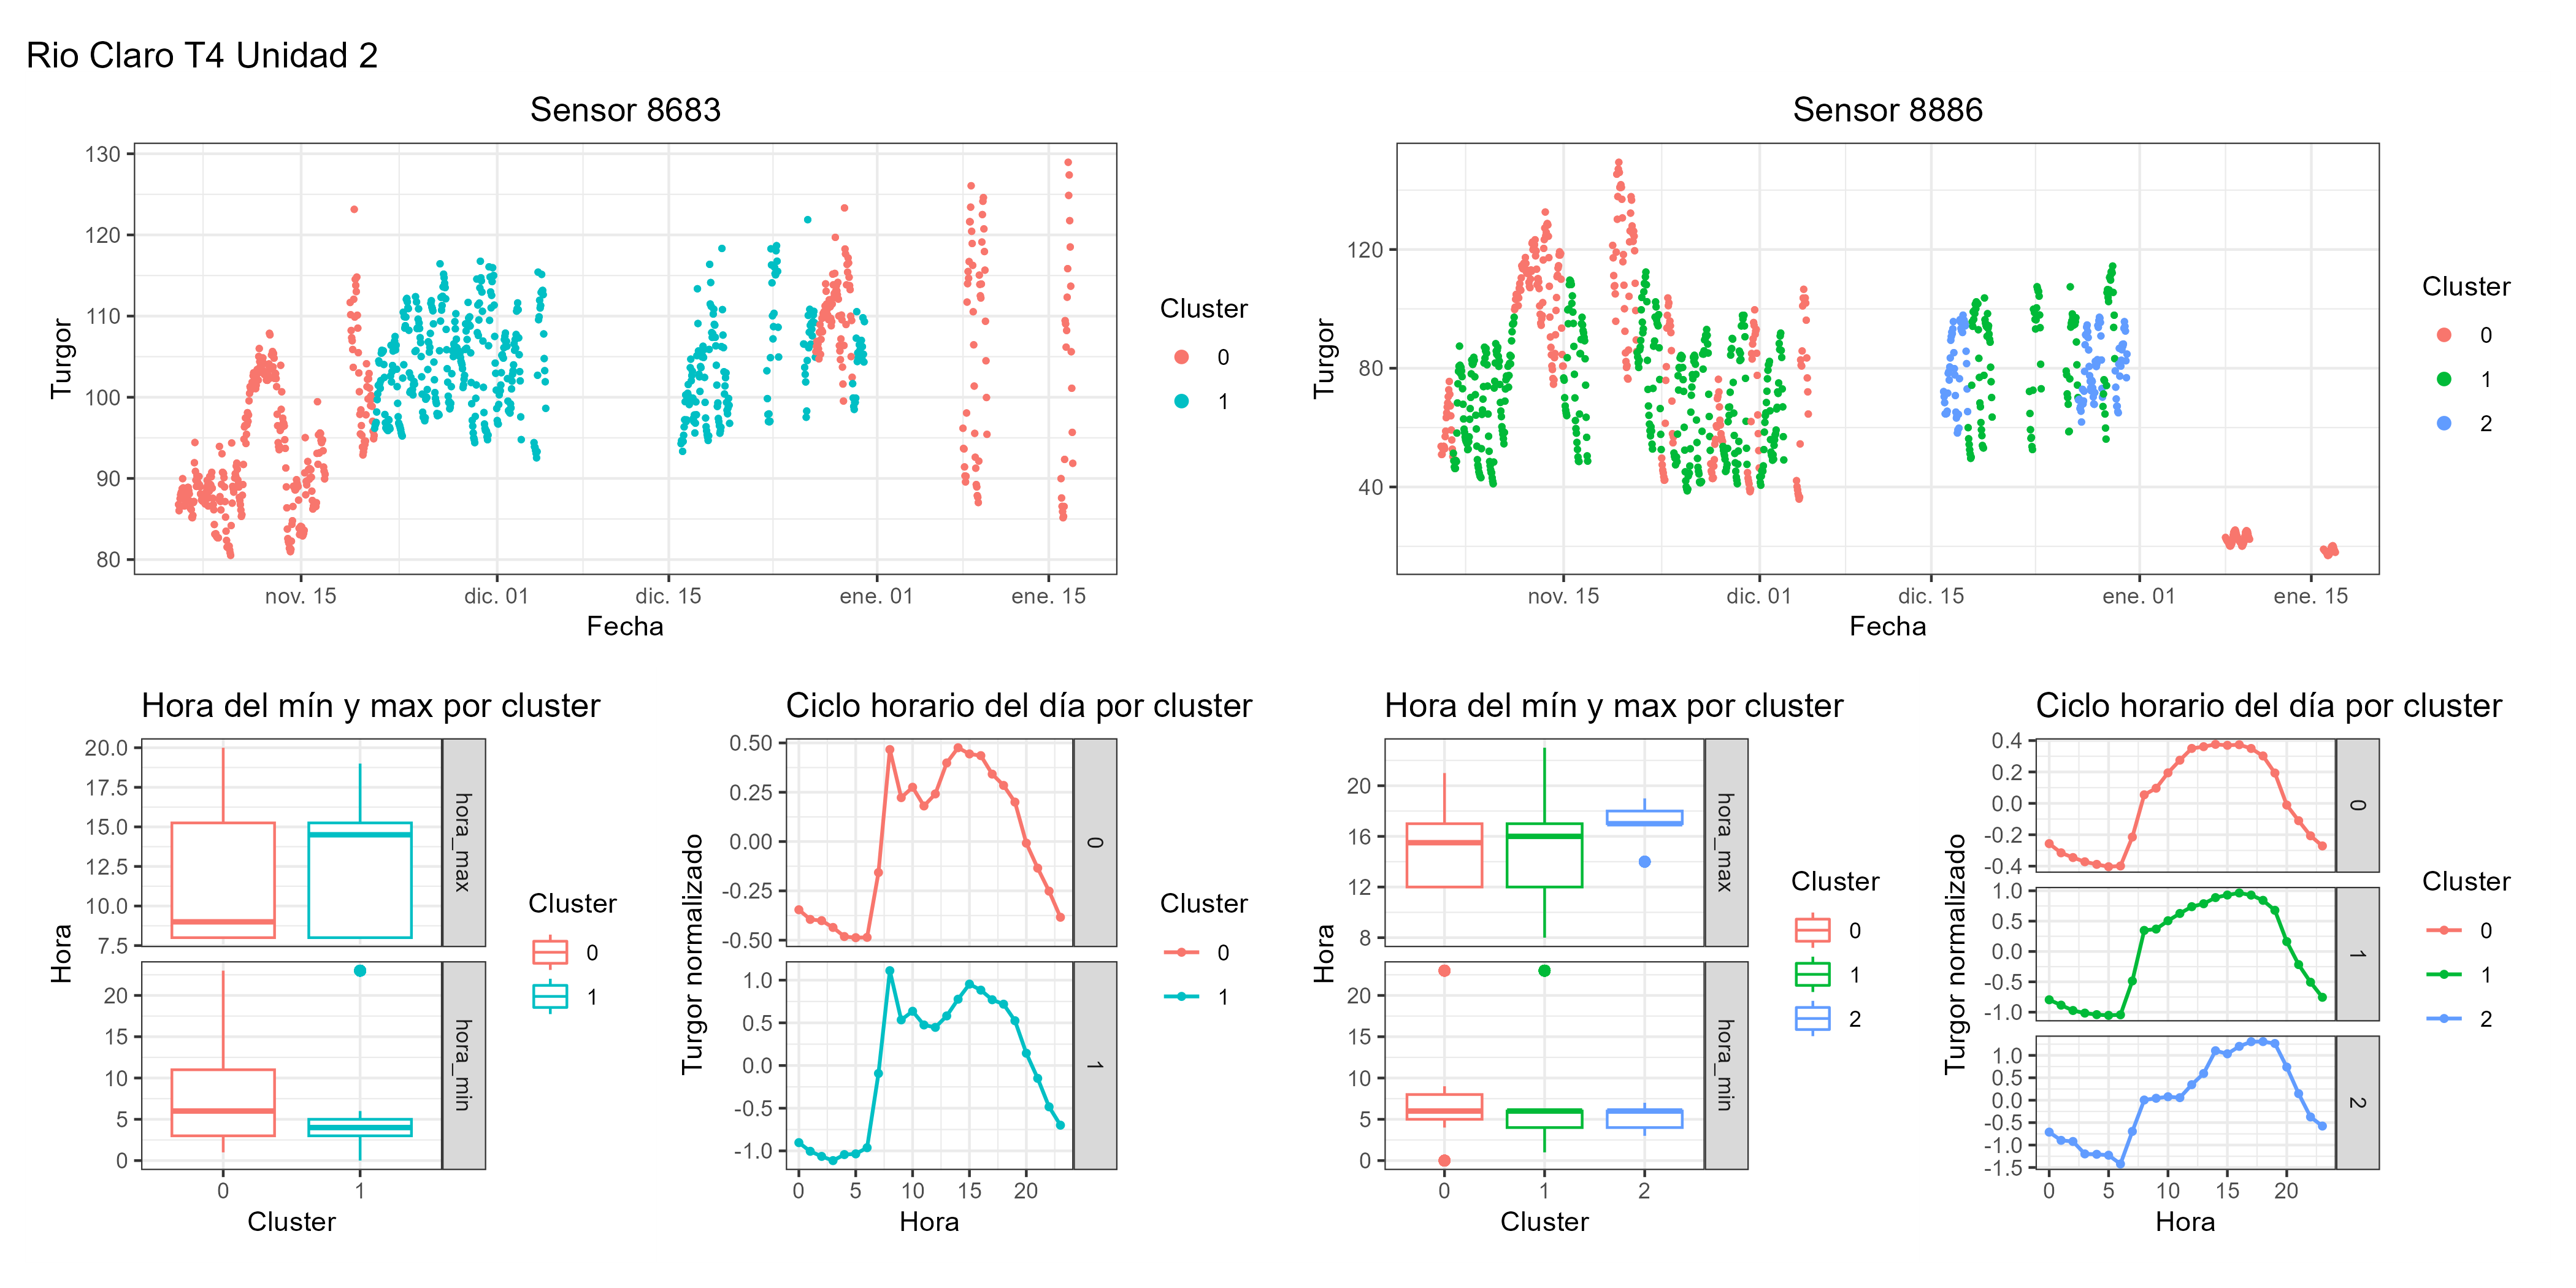 Rio Claro T4 Unidad 2
Sensor 8683
130
120
110
100
90
80
Turgor
nov. 15
dic. 01
dic. 15
ene. 01
ene. 15
Fecha
Cluster
0
1
Sensor 8886
120
80
40
Turgor
nov. 15
dic. 01
dic. 15
ene. 01
ene. 15
Fecha
Cluster
0
1
2
Hora del mín y max por cluster
20.0
17.5
15.0
12.5
10.0
7.5
hora_max
20
15
10
5
0
hora_min
Hora
0
1
Cluster
Cluster
0
1
Ciclo horario del día por cluster
0.50
0.25
0.00
-0.25
-0.50
0
1.0
0.5
0.0
-0.5
-1.0
1
Turgor normalizado
0
5
10
15
20
Hora
Cluster
0
1
Hora del mín y max por cluster
20
16
12
8
hora_max
20
15
10
5
0
hora_min
Hora
0
1
2
Cluster
Cluster
0
1
2
Ciclo horario del día por cluster
0.4
0.2
0.0
-0.2
-0.4
0
1.0
0.5
0.0
-0.5
-1.0
1
1.0
0.5
0.0
-0.5
-1.0
-1.5
2
Turgor normalizado
0
5
10
15
20
Hora
Cluster
0
1
2